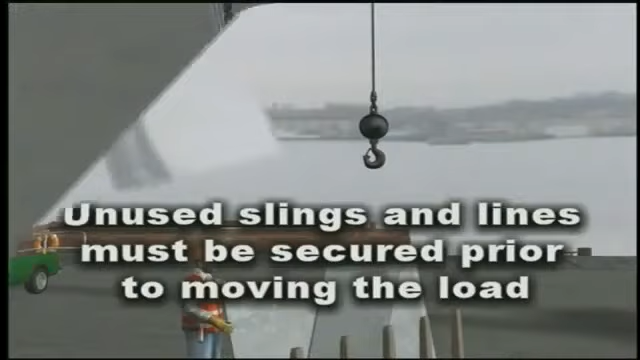 Unused slings and lines
must be secured prior
to moving the load